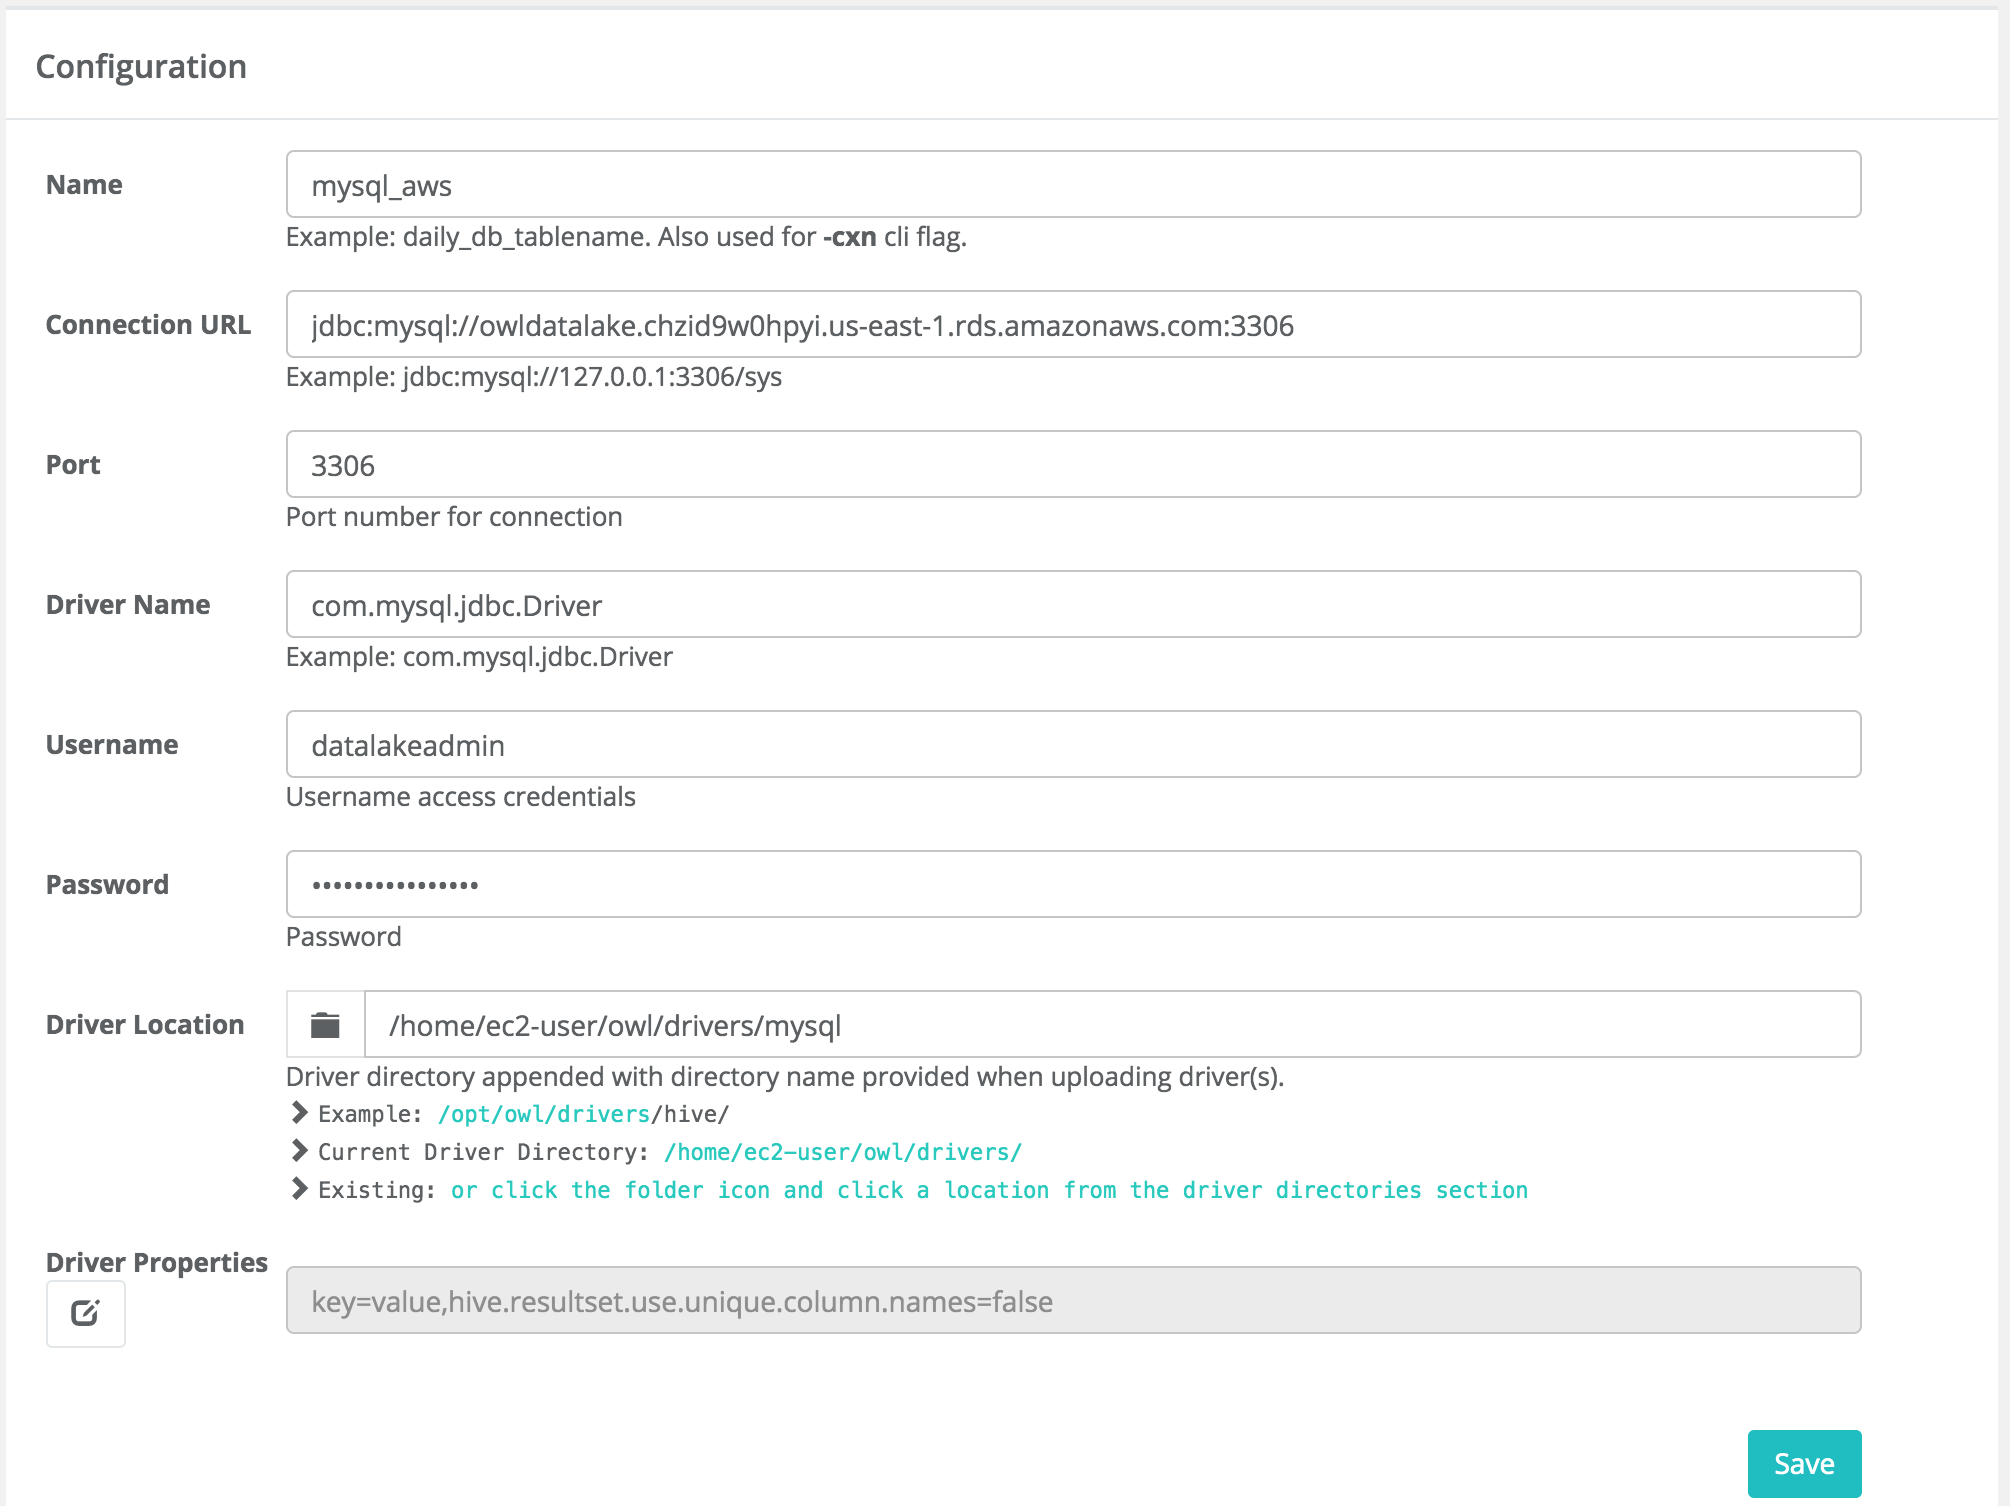 Configuration
Name
mysql_aws
Example: daily_db_tablename. Also used for -cxn cli flag.
Connection URL
jdbc:mysql://owldatalake.chzid9w0hpyi.us-east-1.rds.amazonaws.com:3306
Example: jdbc:mysql://127.0.0.1:3306/sys
Port
3306
Port number for connection
Driver Name
com.mysql.jdbc.Driver
Example: com.mysql.jdbc.Driver
Username
datalakeadmin
Username access credentials
Password
••••••••••••••••
Password
Driver Location
/home/ec2-user/owl/drivers/mysql
Driver directory appended with directory name provided when uploading driver(s).
Example: /opt/owl/drivers/hive/
Current Driver Directory: /home/ec2-user/owl/drivers/
Existing: or click the folder icon and click a location from the driver directories section
Driver Properties
key=value,hive.resultset.use.unique.column.names=false
Save